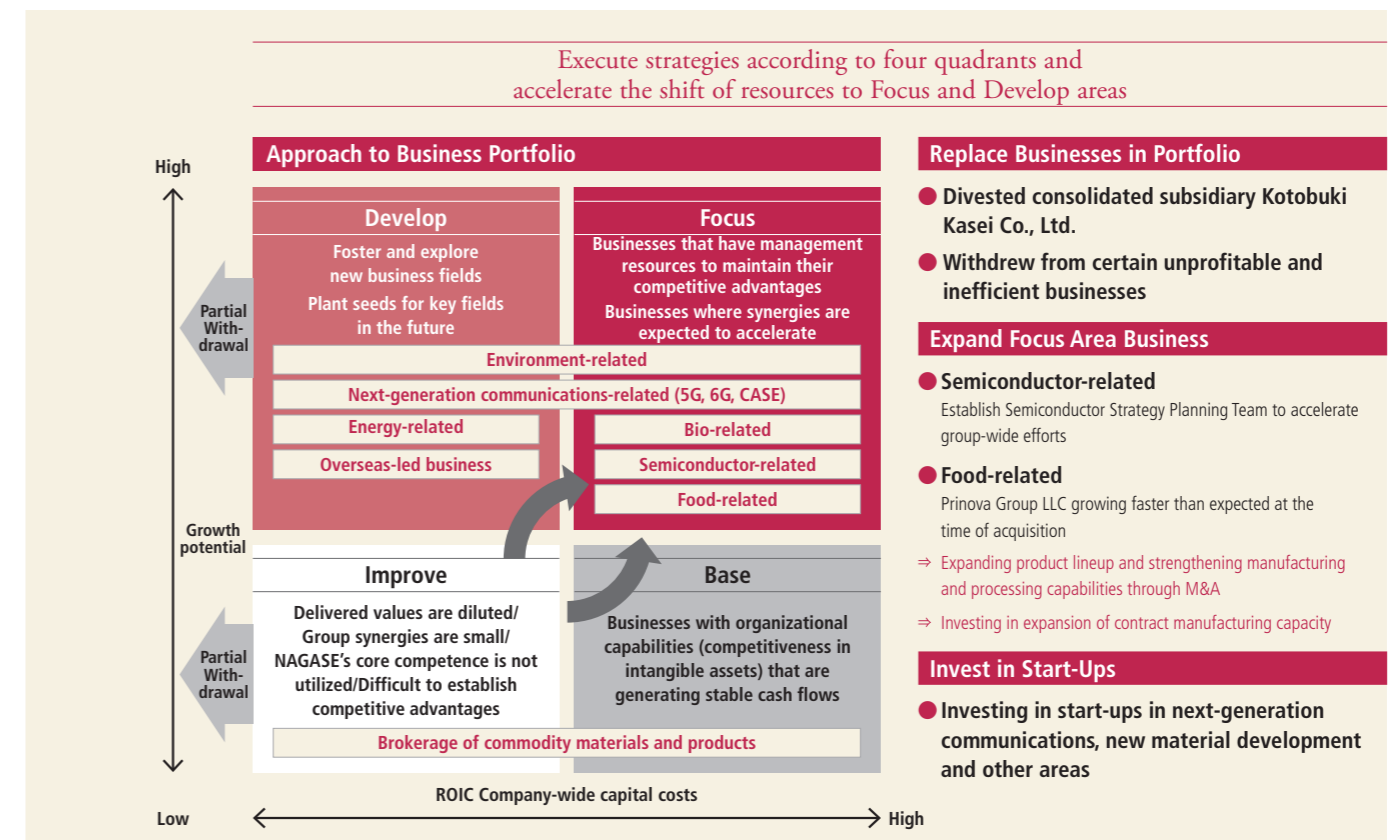 Execute strategies according to four quadrants and
accelerate the shift of resources to Focus and Develop areas
Approach to Business Portfolio
High
Develop
Foster and explore
new business fields
Plant seeds for key fields
in the future
Focus
Businesses that have management
resources to maintain their
competitive advantages
Businesses where synergies are
expected to accelerate
Partial
With-
drawal
Environment-related
Next-generation communications-related (5G, 6G, CASE)
Energy-related
Bio-related
Overseas-led business
Semiconductor-related
Food-related
Growth
potential
Improve
Delivered values are diluted/
Group synergies are small/
NAGASE’s core competence is not
utilized/Difficult to establish
competitive advantages
Base
Businesses with organizational
capabilities (competitiveness in
intangible assets) that are
generating stable cash flows
Partial
With-
drawal
Brokerage of commodity materials and products
ROIC Company-wide capital costs
Low
High
Replace Businesses in Portfolio
● Divested consolidated subsidiary Kotobuki
Kasei Co., Ltd.
● Withdrew from certain unprofitable and
inefficient businesses
Expand Focus Area Business
● Semiconductor-related
Establish Semiconductor Strategy Planning Team to accelerate
group-wide efforts
● Food-related
Prinova Group LLC growing faster than expected at the
time of acquisition
⇒ Expanding product lineup and strengthening manufacturing
and processing capabilities through M&A
⇒ Investing in expansion of contract manufacturing capacity
Invest in Start-Ups
● Investing in start-ups in next-generation
communications, new material development
and other areas